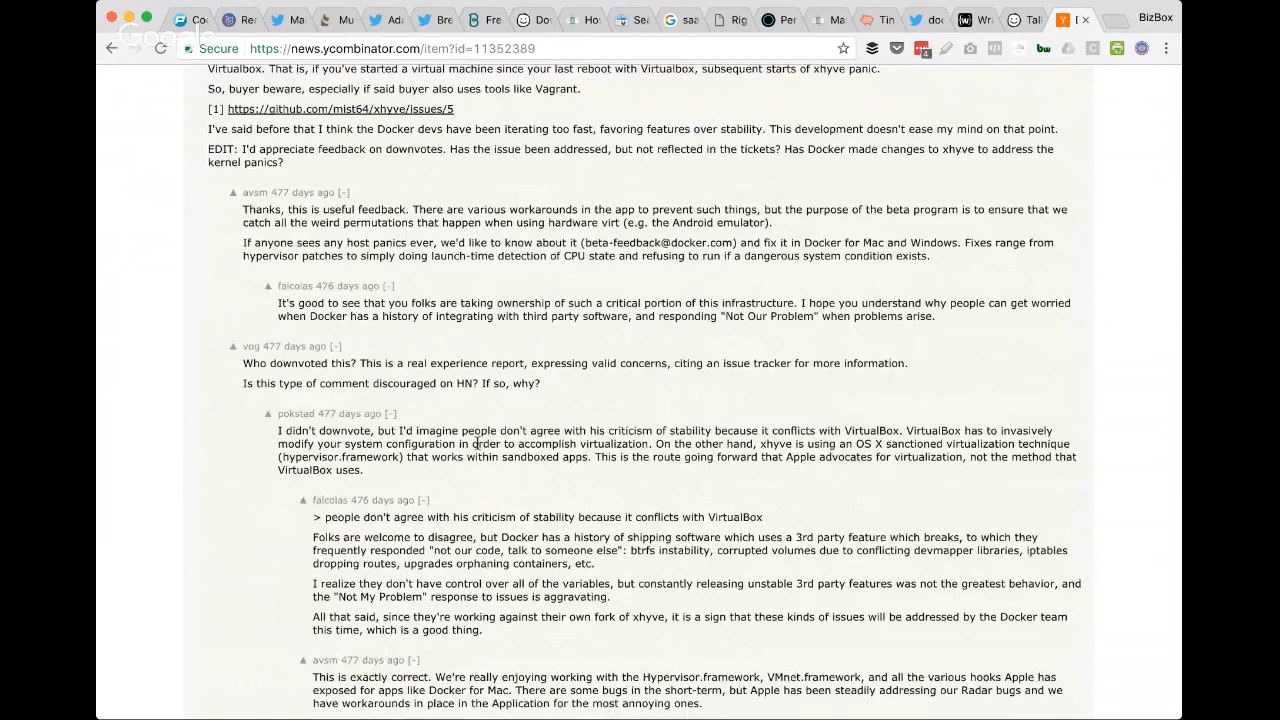 Co
Rer
Ma
Mu
Ada
Bre
Fre
Dov
Ho
Sea
saa
Rig
Per
Ma
Tin
doc
Wra
Tall
BizBox
Google
Secure https://news.ycombinator.com/item?id=11352389
Virtualbox. That is, if you've started a virtual machine since your last reboot with Virtualbox, subsequent starts of xhyve panic.
So, buyer beware, especially if said buyer also uses tools like Vagrant.
[1] https://github.com/mist64/xhyve/issues/5
I've said before that I think the Docker devs have been iterating too fast, favoring features over stability. This development doesn't ease my mind on that point.
EDIT: I'd appreciate feedback on downvotes. Has the issue been addressed, but not reflected in the tickets? Has Docker made changes to xhyve to address the
kernel panics?
avsm 477 days ago [-]
Thanks, this is useful feedback. There are various workarounds in the app to prevent such things, but the purpose of the beta program is to ensure that we
catch all the weird permutations that happen when using hardware virt (e.g. the Android emulator).
If anyone sees any host panics ever, we'd like to know about it (beta-feedback@docker.com) and fix it in Docker for Mac and Windows. Fixes range from
hypervisor patches to simply doing launch-time detection of CPU state and refusing to run if a dangerous system condition exists.
falcolas 476 days ago [-]
It's good to see that you folks are taking ownership of such a critical portion of this infrastructure. I hope you understand why people can get worried
when Docker has a history of integrating with third party software, and responding "Not Our Problem" when problems arise.
vog 477 days ago [-]
Who downvoted this? This is a real experience report, expressing valid concerns, citing an issue tracker for more information.
Is this type of comment discouraged on HN? If so, why?
pokstad 477 days ago [-]
I didn't downvote, but I'd imagine people don't agree with his criticism of stability because it conflicts with VirtualBox. VirtualBox has to invasively
modify your system configuration in order to accomplish virtualization. On the other hand, xhyve is using an OS X sanctioned virtualization technique
(hypervisor.framework) that works within sandboxed apps. This is the route going forward that Apple advocates for virtualization, not the method that
VirtualBox uses.
falcolas 476 days ago [-]
> people don't agree with his criticism of stability because it conflicts with VirtualBox
Folks are welcome to disagree, but Docker has a history of shipping software which uses a 3rd party feature which breaks, to which they
frequently responded "not our code, talk to someone else": btrfs instability, corrupted volumes due to conflicting devmapper libraries, iptables
dropping routes, upgrades orphaning containers, etc.
I realize they don't have control over all of the variables, but constantly releasing unstable 3rd party features was not the greatest behavior, and
the "Not My Problem" response to issues is aggravating.
All that said, since they're working against their own fork of xhyve, it is a sign that these kinds of issues will be addressed by the Docker team
this time, which is a good thing.
avsm 477 days ago [-]
This is exactly correct. We're really enjoying working with the Hypervisor.framework, VMnet.framework, and all the various hooks Apple has
exposed for apps like Docker for Mac. There are some bugs in the short-term, but Apple has been steadily addressing our Radar bugs and we
have workarounds in place in the Application for the most annoying ones.